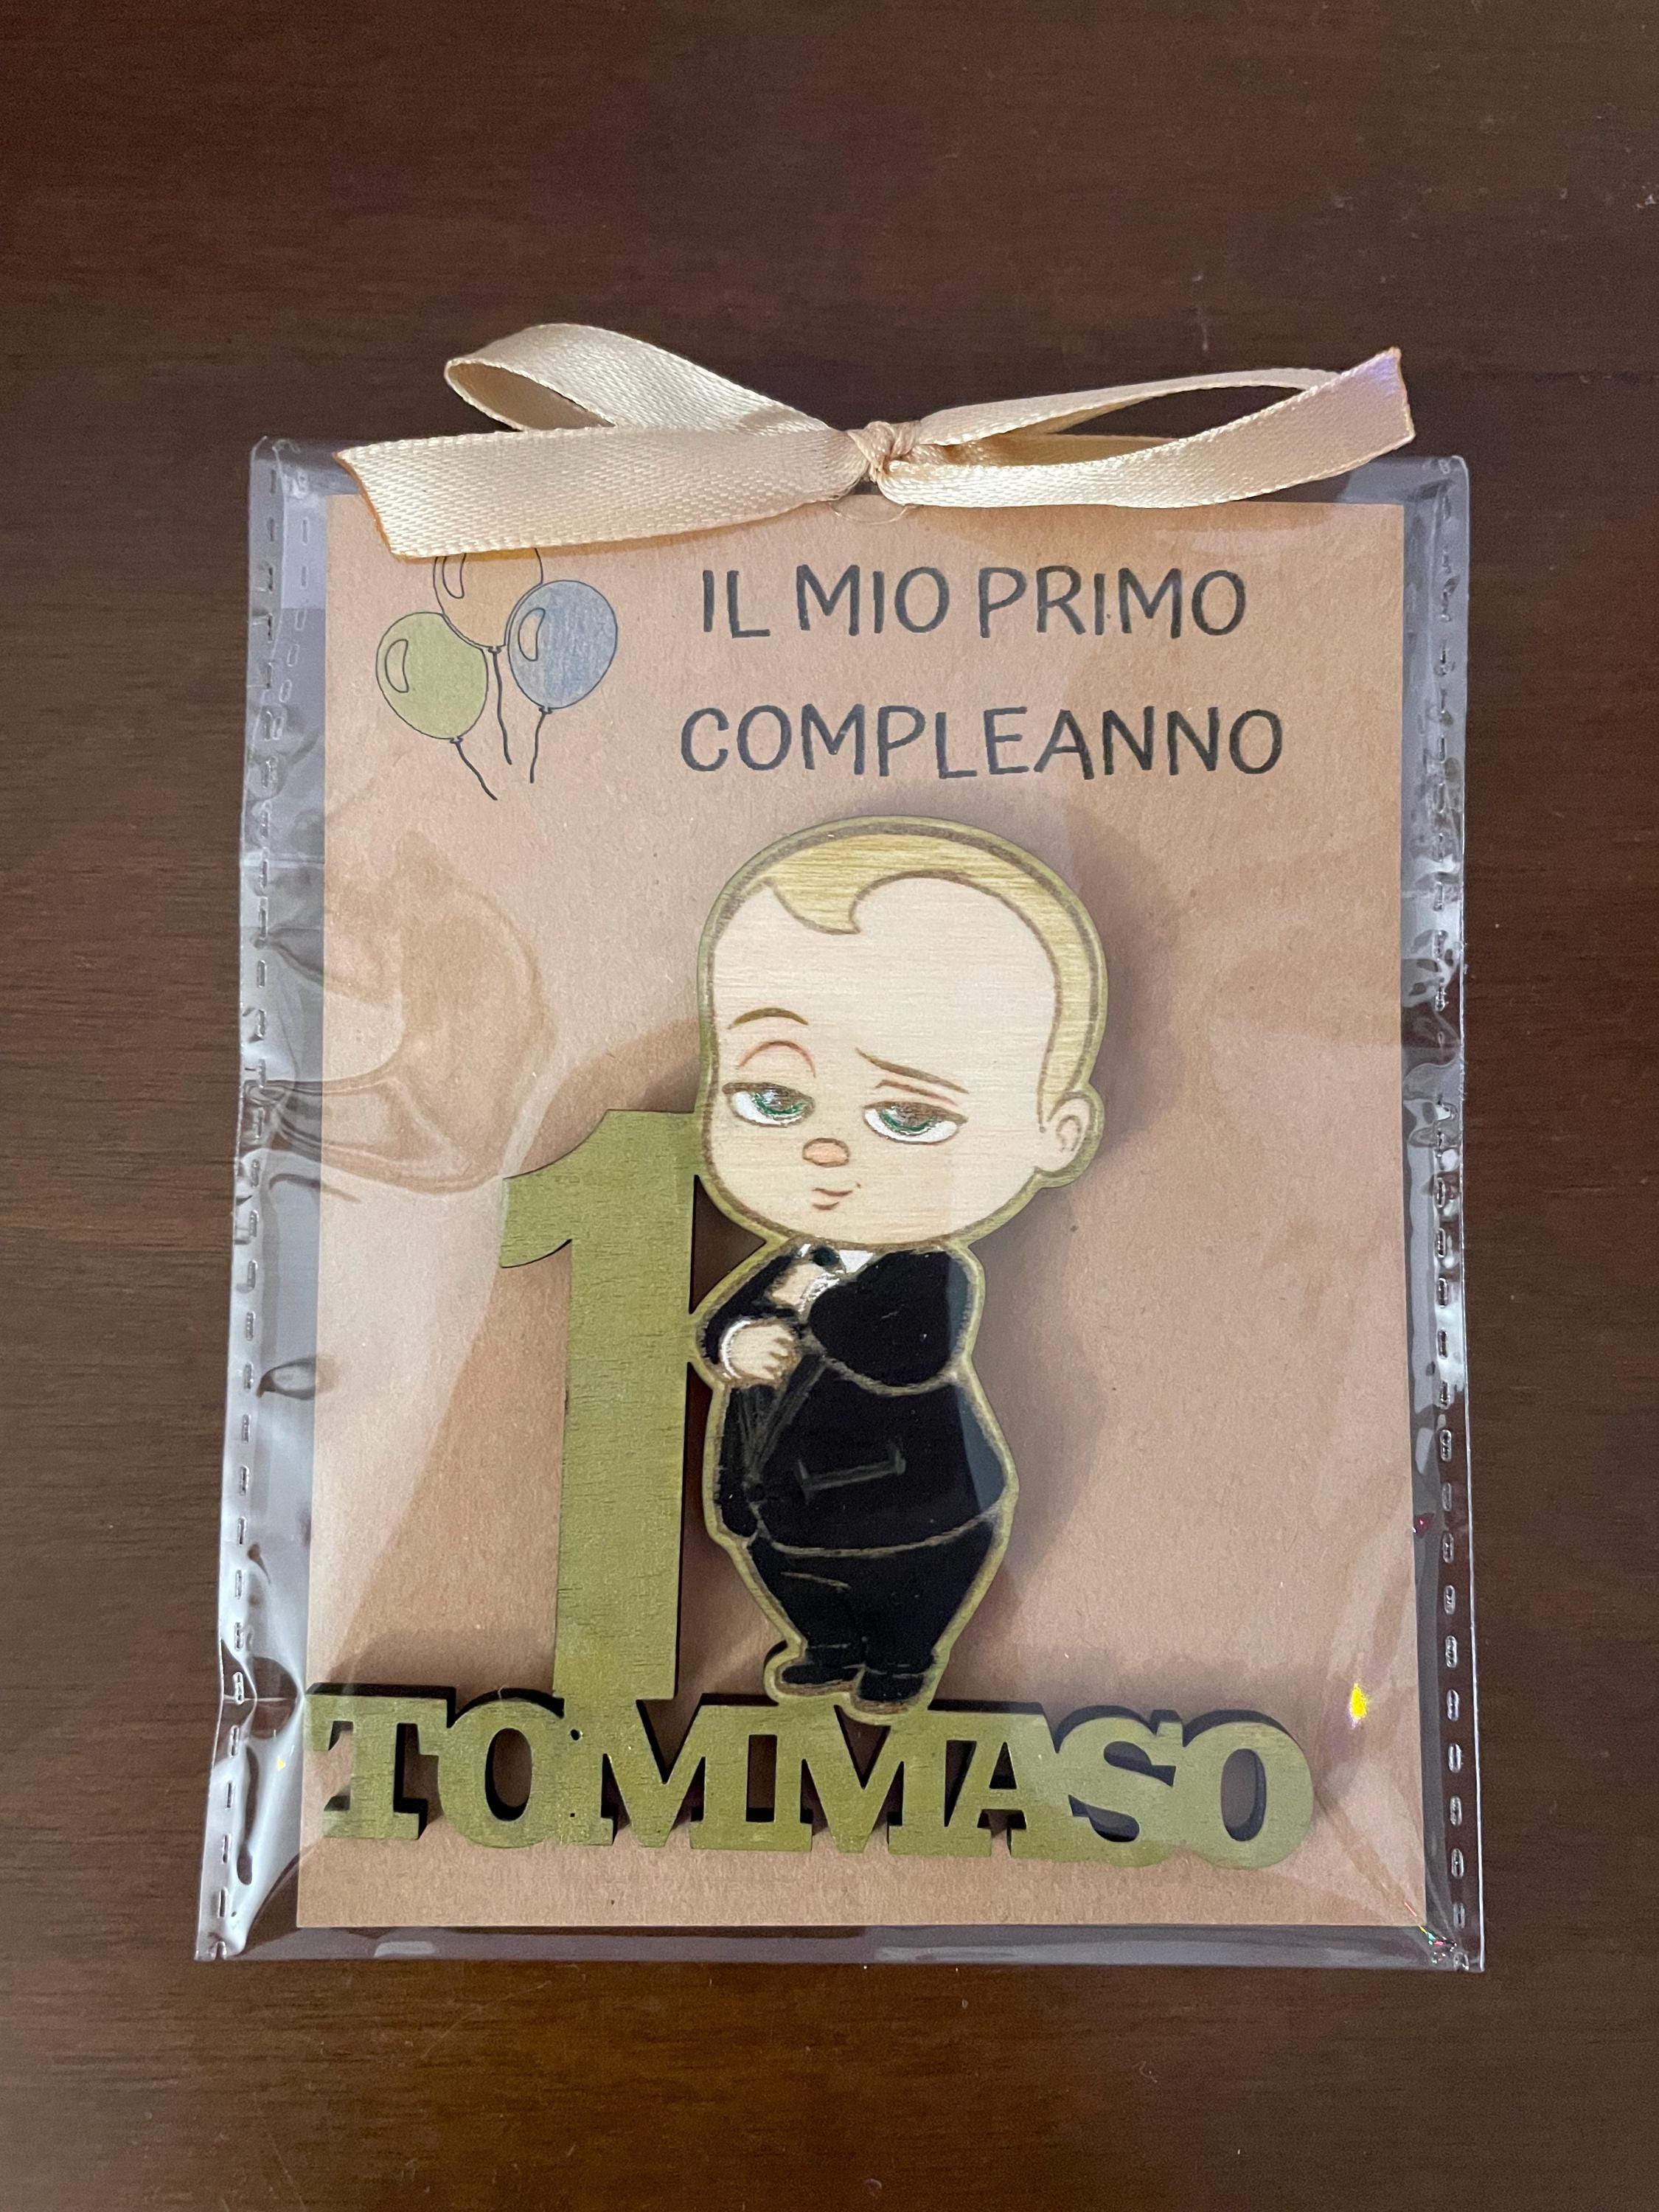 IL MIO PRIMO
COMPLEANNO
1
TOMMASO